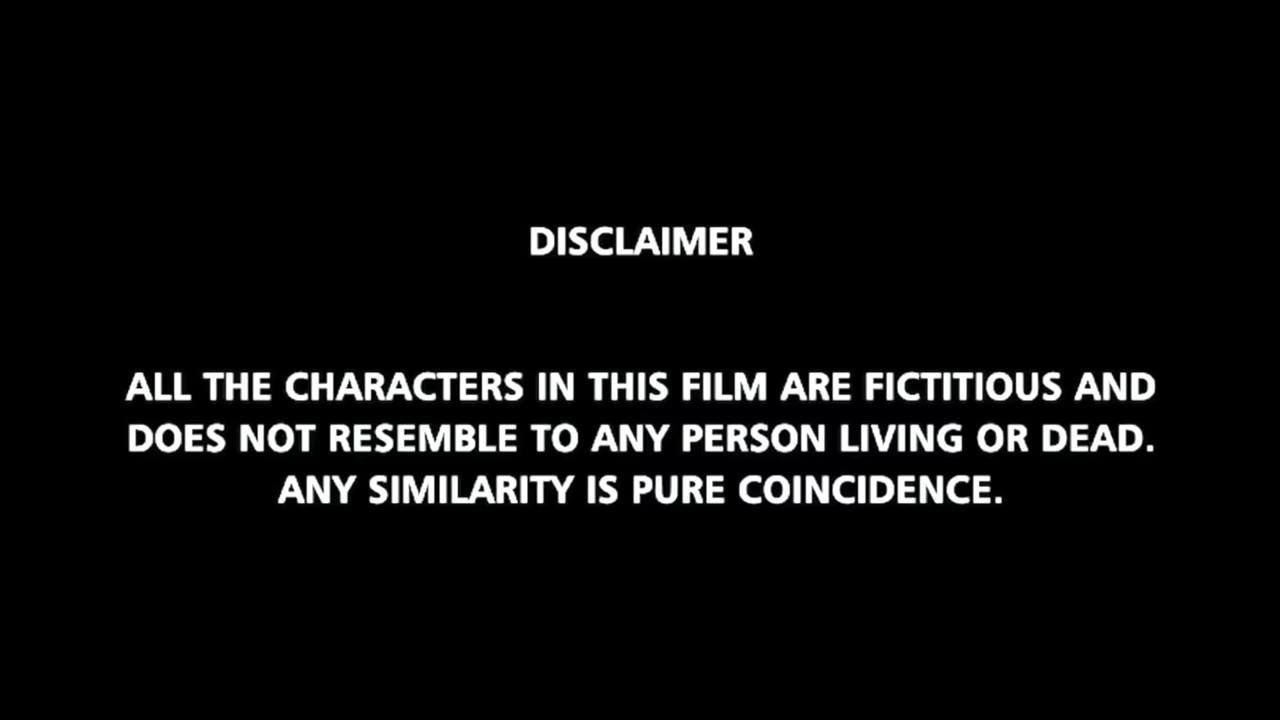 DISCLAIMER
ALL THE CHARACTERS IN THIS FILM ARE FICTITIOUS AND
DOES NOT RESEMBLE TO ANY PERSON LIVING OR DEAD.
ANY SIMILARITY IS PURE COINCIDENCE.